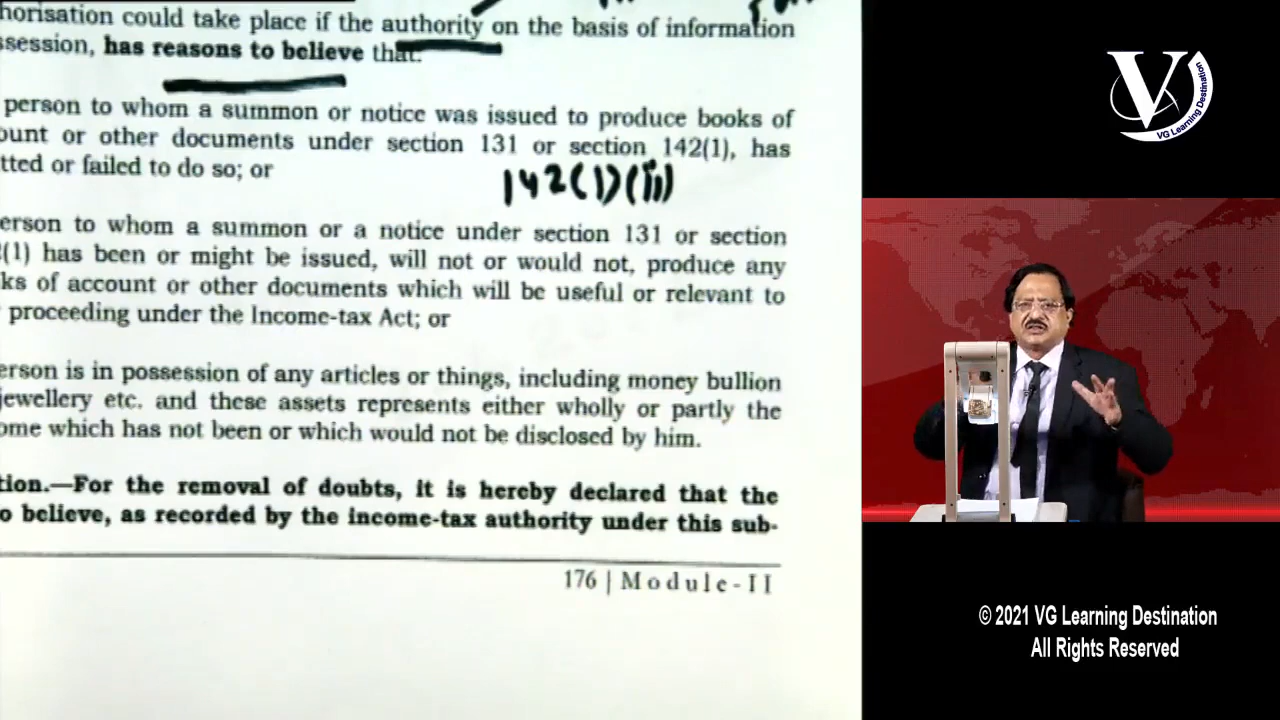 horisation could take place if the authority on the basis of information
ssession, has reasons to believe that:
person to whom a summon or notice was issued to produce books of
ount or other documents under section 131 or section 142(1), has
tted or failed to do so; or
142(1)(iii)
erson to whom a summon or a notice under section 131 or section
2(1) has been or might be issued, will not or would not, produce any
ks of account or other documents which will be useful or relevant to
proceeding under the Income-tax Act; or
erson is in possession of any articles or things, including money bullion
jewellery etc. and these assets represents either wholly or partly the
ome which has not been or which would not be disclosed by him.
tion.—For the removal of doubts, it is hereby declared that the
o believe, as recorded by the income-tax authority under this sub-
176 | Module-II
V
VG Learning Destination
© 2021 VG Learning Destination
All Rights Reserved